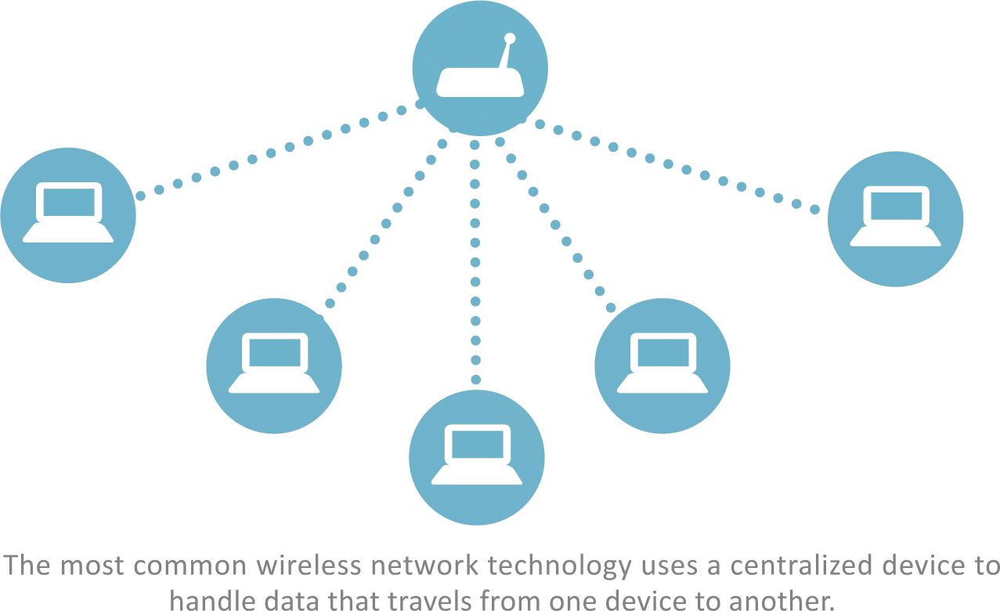 The most common wireless network technology uses a centralized device to
handle data that travels from one device to another.